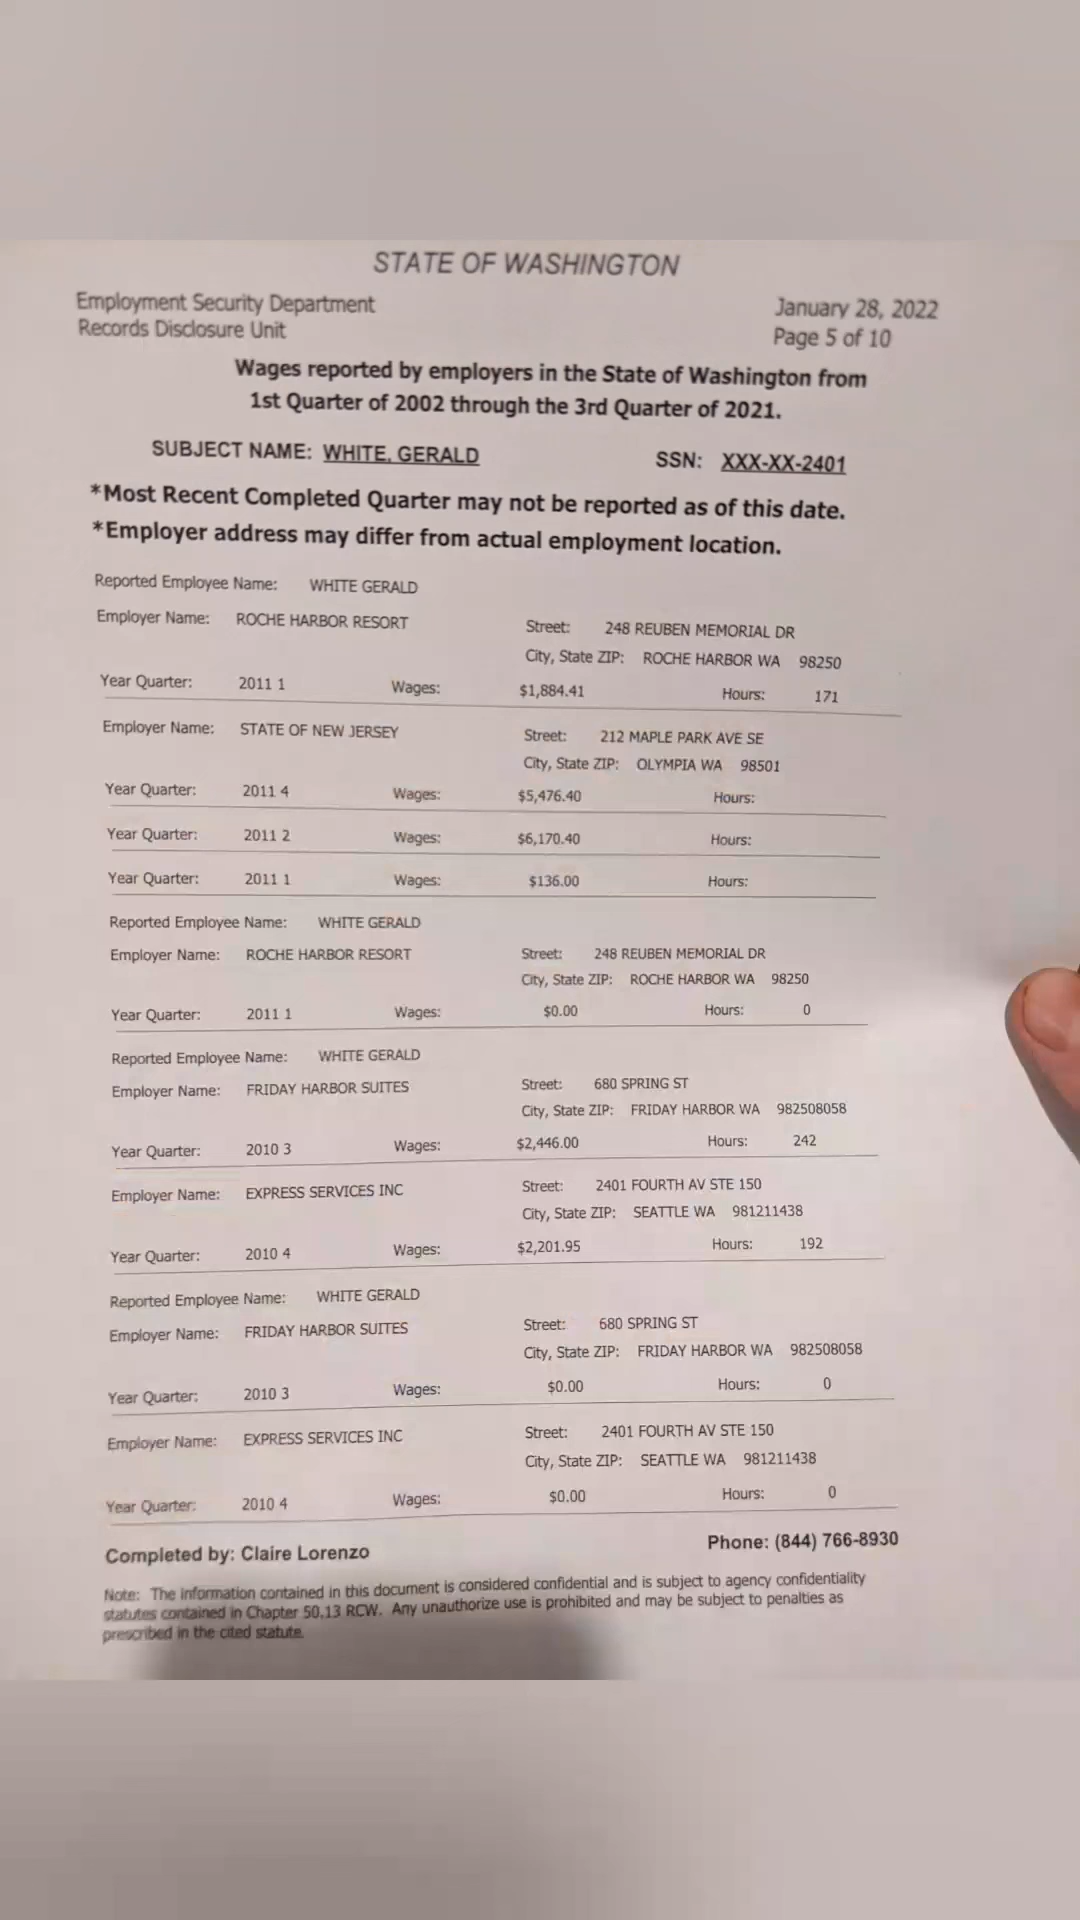 STATE OF WASHINGTON
Employment Security Department
Records Disclosure Unit
January 28, 2022
Page 5 of 10
Wages reported by employers in the State of Washington from
1st Quarter of 2002 through the 3rd Quarter of 2021.
SUBJECT NAME: WHITE, GERALD SSN: XXX-XX-2401
*Most Recent Completed Quarter may not be reported as of this date.
*Employer address may differ from actual employment location.
Reported Employee Name: WHITE GERALD
Employer Name: ROCHE HARBOR RESORT Street: 248 REUBEN MEMORIAL DR
City, State ZIP: ROCHE HARBOR WA 98250
Year Quarter: 2011 1 Wages: $1,884.41 Hours: 171
Employer Name: STATE OF NEW JERSEY Street: 212 MAPLE PARK AVE SE
City, State ZIP: OLYMPIA WA 98501
Year Quarter: 2011 4 Wages: $5,476.40 Hours:
Year Quarter: 2011 2 Wages: $6,170.40 Hours:
Year Quarter: 2011 1 Wages: $136.00 Hours:
Reported Employee Name: WHITE GERALD
Employer Name: ROCHE HARBOR RESORT Street: 248 REUBEN MEMORIAL DR
City, State ZIP: ROCHE HARBOR WA 98250
Year Quarter: 2011 1 Wages: $0.00 Hours: 0
Reported Employee Name: WHITE GERALD
Employer Name: FRIDAY HARBOR SUITES Street: 680 SPRING ST
City, State ZIP: FRIDAY HARBOR WA 982508058
Year Quarter: 2010 3 Wages: $2,446.00 Hours: 242
Employer Name: EXPRESS SERVICES INC Street: 2401 FOURTH AV STE 150
City, State ZIP: SEATTLE WA 981211438
Year Quarter: 2010 4 Wages: $2,201.95 Hours: 192
Reported Employee Name: WHITE GERALD
Employer Name: FRIDAY HARBOR SUITES Street: 680 SPRING ST
City, State ZIP: FRIDAY HARBOR WA 982508058
Year Quarter: 2010 3 Wages: $0.00 Hours: 0
Employer Name: EXPRESS SERVICES INC Street: 2401 FOURTH AV STE 150
City, State ZIP: SEATTLE WA 981211438
Year Quarter: 2010 4 Wages: $0.00 Hours: 0
Completed by: Claire Lorenzo Phone: (844) 766-8930
Note: The information contained in this document is considered confidential and is subject to agency confidentiality
statutes contained in Chapter 50.13 RCW. Any unauthorize use is prohibited and may be subject to penalties as
prescribed in the cited statute.